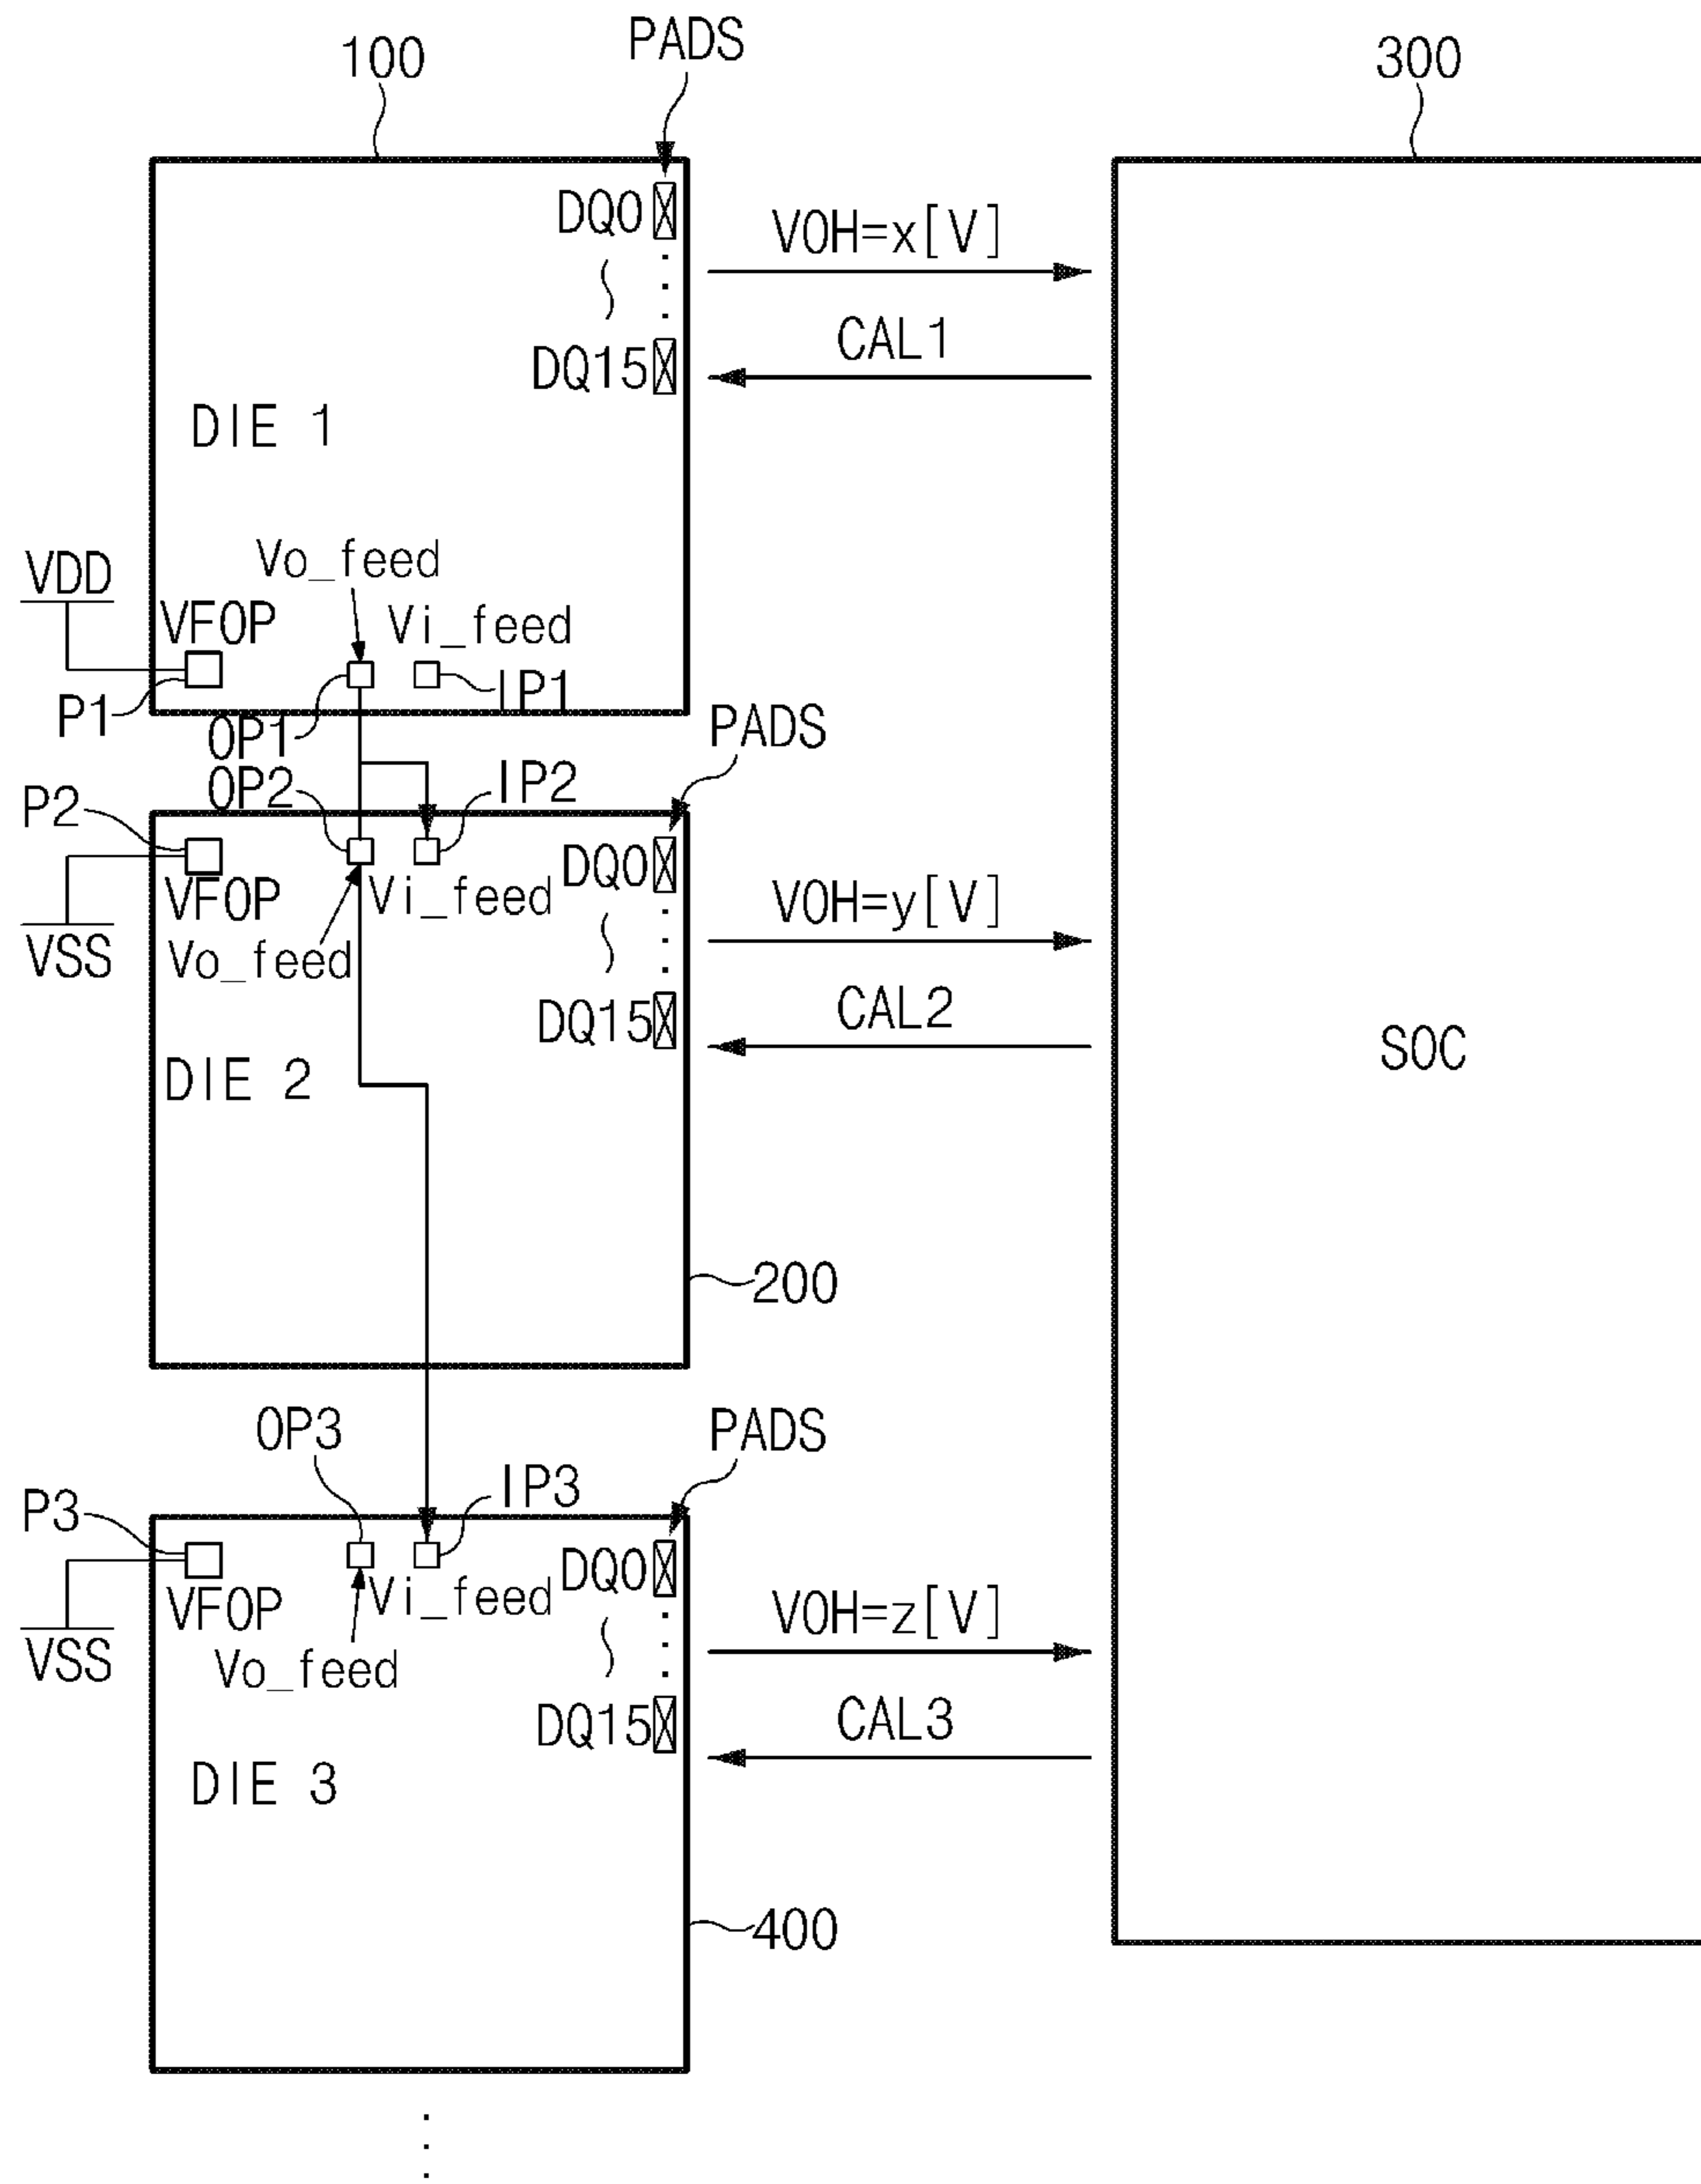 PADS
100
300
DQ0
VOH=x[V]
CAL1
DQ15
DIE 1
Vo_feed
VDD
VFOP
Vi_feed
P1
IP1
OP1
PADS
OP2
IP2
P2
DQ0
VFOP
Vi_feed
VOH=y[V]
VSS
Vo_feed
CAL2
DQ15
SOC
DIE 2
200
OP3
PADS
IP3
P3
DQ0
VFOP
Vi_feed
VOH=z[V]
VSS
Vo_feed
CAL3
DQ15
DIE 3
400